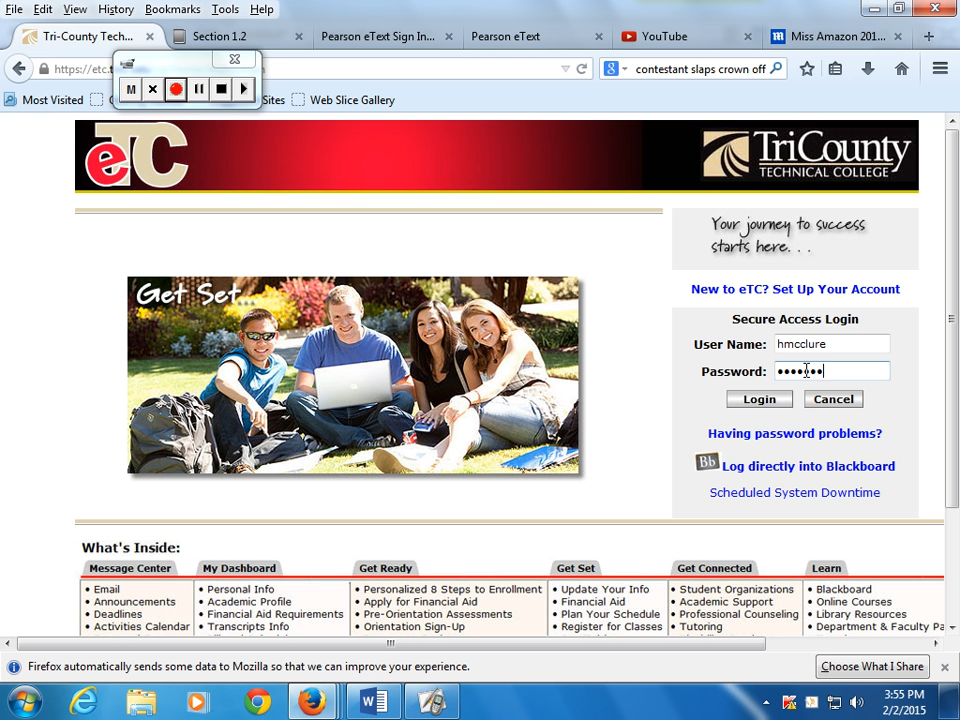 File Edit View History Bookmarks Tools Help
Tri-County Tech... Section 1.2 Pearson eText Sign In... Pearson eText YouTube Miss Amazon 201...
https://etc.t
contestant slaps crown off
M
Most Visited Sites Web Slice Gallery
eTC
TriCounty
TECHNICAL COLLEGE
Your journey to success
starts here. . .
Get Set...
New to eTC? Set Up Your Account
Secure Access Login
User Name: hmcclure
Password: •••••••
Login Cancel
Having password problems?
Bb Log directly into Blackboard
Scheduled System Downtime
What's Inside:
Message Center My Dashboard Get Ready Get Set Get Connected Learn
• Email • Personal Info • Personalized 8 Steps to Enrollment • Update Your Info • Student Organizations • Blackboard
• Announcements • Academic Profile • Apply for Financial Aid • Financial Aid • Academic Support • Online Courses
• Deadlines • Financial Aid Requirements • Pre-Orientation Assessments • Plan Your Schedule • Professional Counseling • Library Resources
• Activities Calendar • Transcripts Info • Orientation Sign-Up • Register for Classes • Tutoring • Department & Faculty Pa
Firefox automatically sends some data to Mozilla so that we can improve your experience. Choose What I Share
3:55 PM
2/2/2015